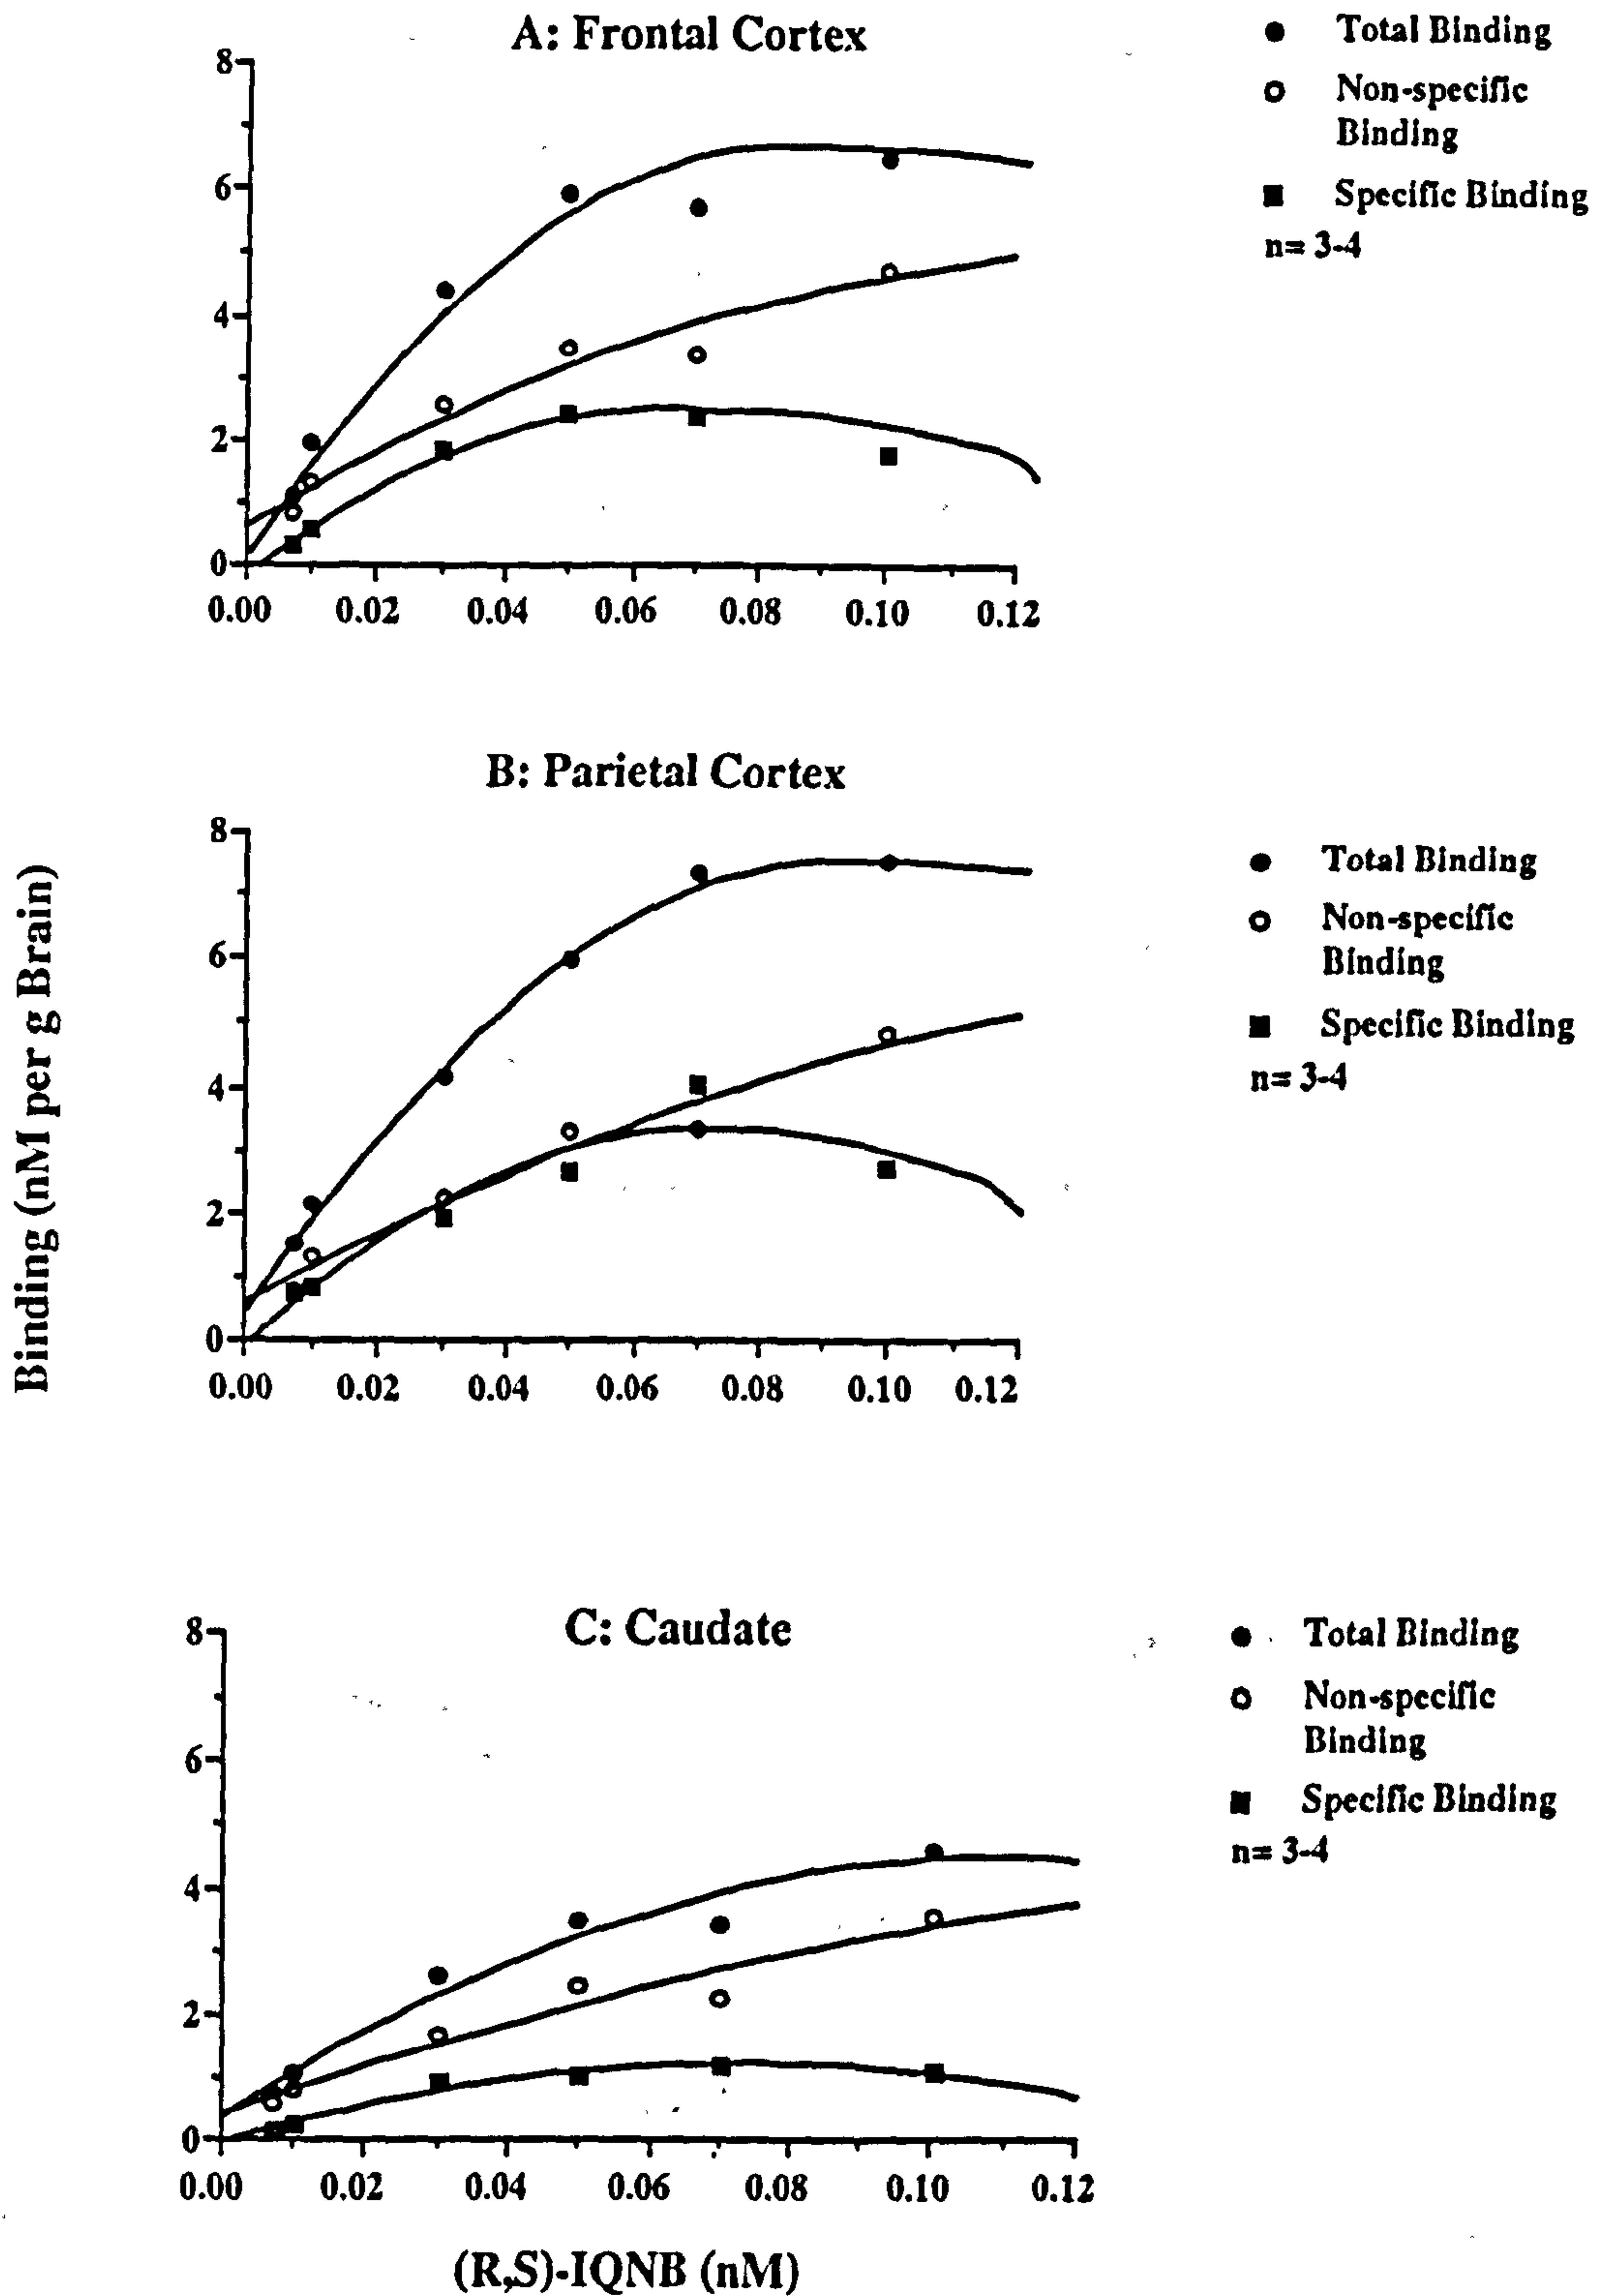 A: Frontal Cortex
Total Binding
Non-specific
Binding
Specific Binding
n= 3-4
8
6
4
2
0
0.00 0.02 0.04 0.06 0.08 0.10 0.12
B: Parietal Cortex
Total Binding
Non-specific
Binding
Specific Binding
n= 3-4
8
6
4
2
0
0.00 0.02 0.04 0.06 0.08 0.10 0.12
Binding (nM per g Brain)
C: Caudate
Total Binding
Non-specific
Binding
Specific Binding
n= 3-4
8
6
4
2
0
0.00 0.02 0.04 0.06 0.08 0.10 0.12
(R,S)-IQNB (nM)